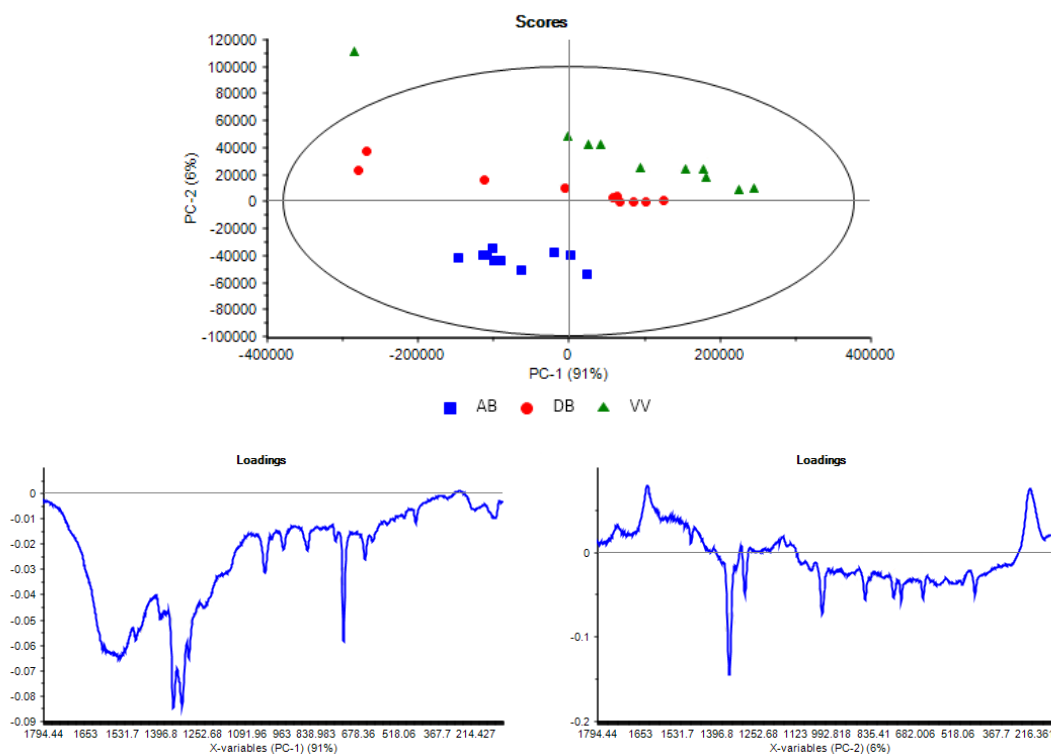 Scores
120000
100000
80000
60000
40000
20000
0
-20000
-40000
-60000
-80000
-100000
PC-2 (6%)
-400000 -200000 0 200000 400000
PC-1 (91%)
AB DB VV
Loadings
0
-0.01
-0.02
-0.03
-0.04
-0.05
-0.06
-0.07
-0.08
-0.09
1794.44 1653 1531.7 1396.8 1252.68 1091.96 963 838.983 678.36 518.06 367.7 214.427
X-variables (PC-1) (91%)
Loadings
0
-0.1
-0.2
1794.44 1653 1531.7 1396.8 1252.68 1123 992.818 835.41 682.006 518.06 367.7 216.361
X-variables (PC-2) (6%)